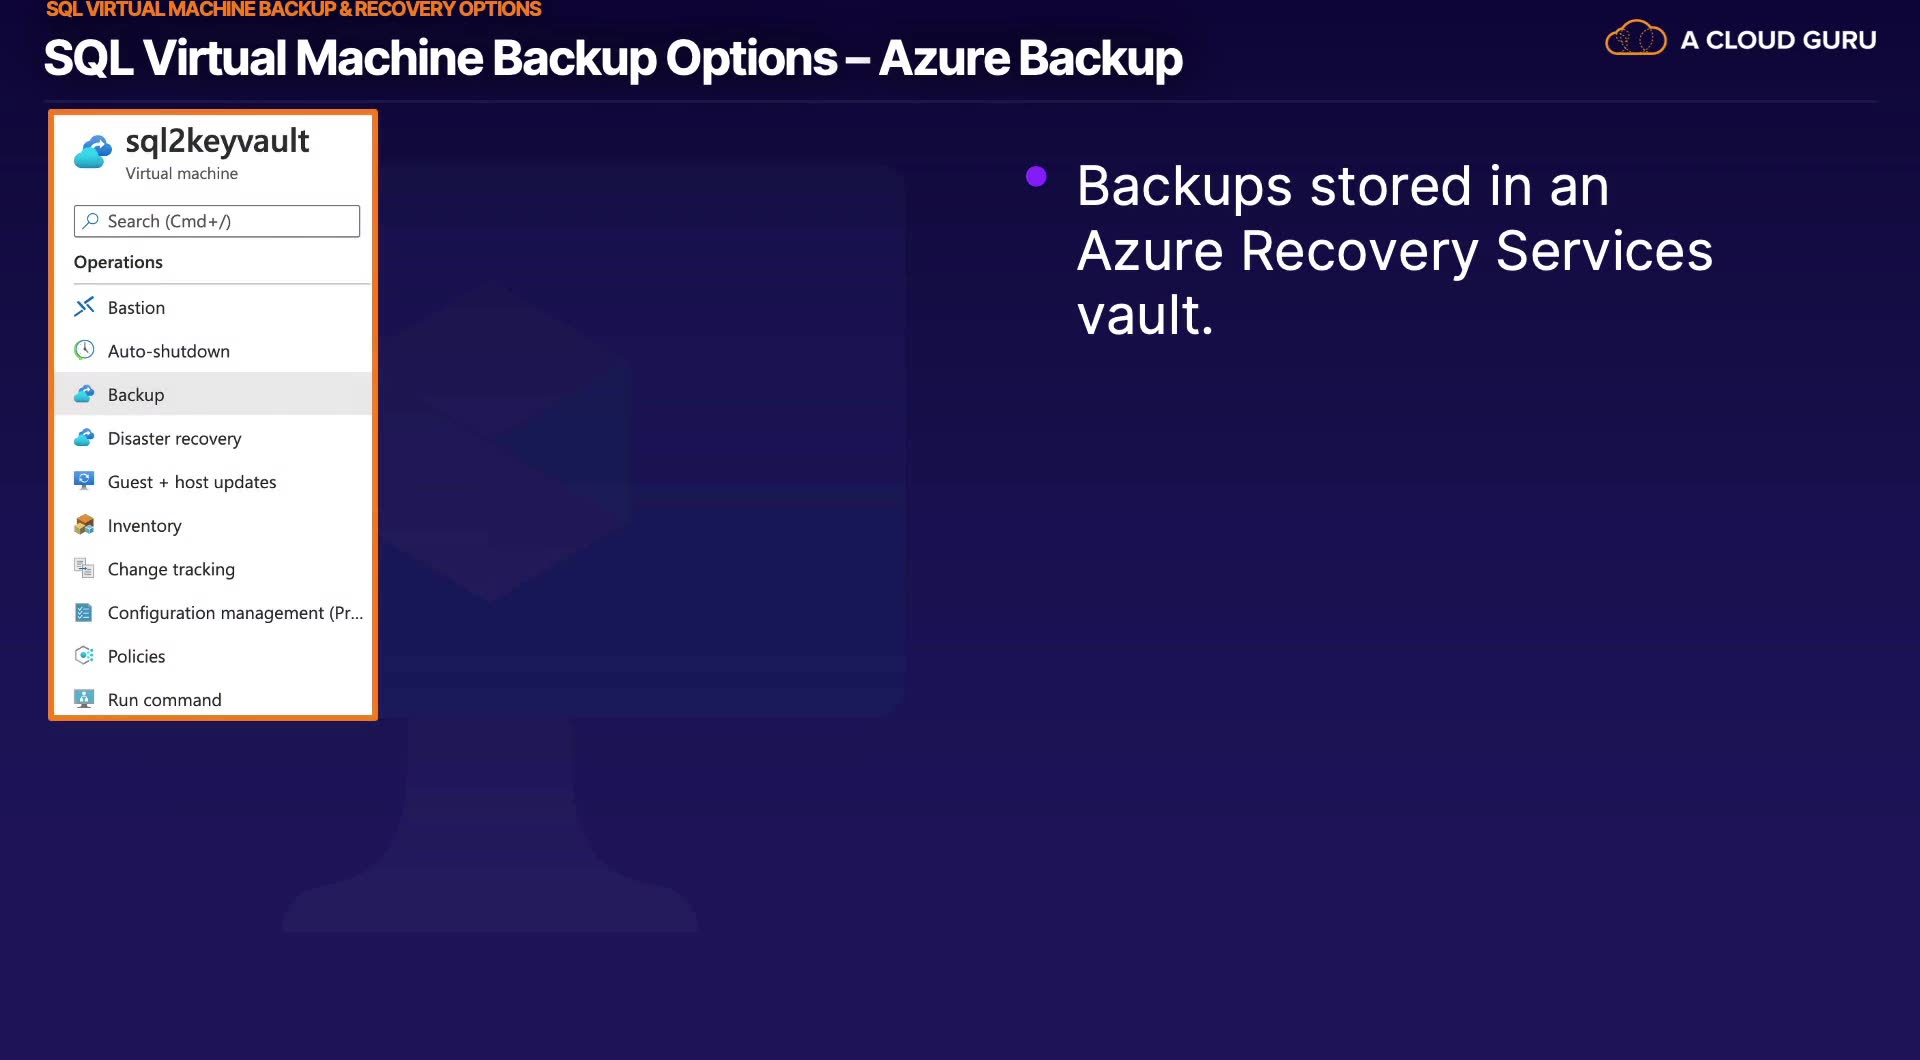 SQL VIRTUAL MACHINE BACKUP & RECOVERY OPTIONS
SQL Virtual Machine Backup Options – Azure Backup
A CLOUD GURU
sql2keyvault
Virtual machine
Search (Cmd+/)
Operations
Bastion
Auto-shutdown
Backup
Disaster recovery
Guest + host updates
Inventory
Change tracking
Configuration management (Pr...
Policies
Run command
Backups stored in an
Azure Recovery Services
vault.